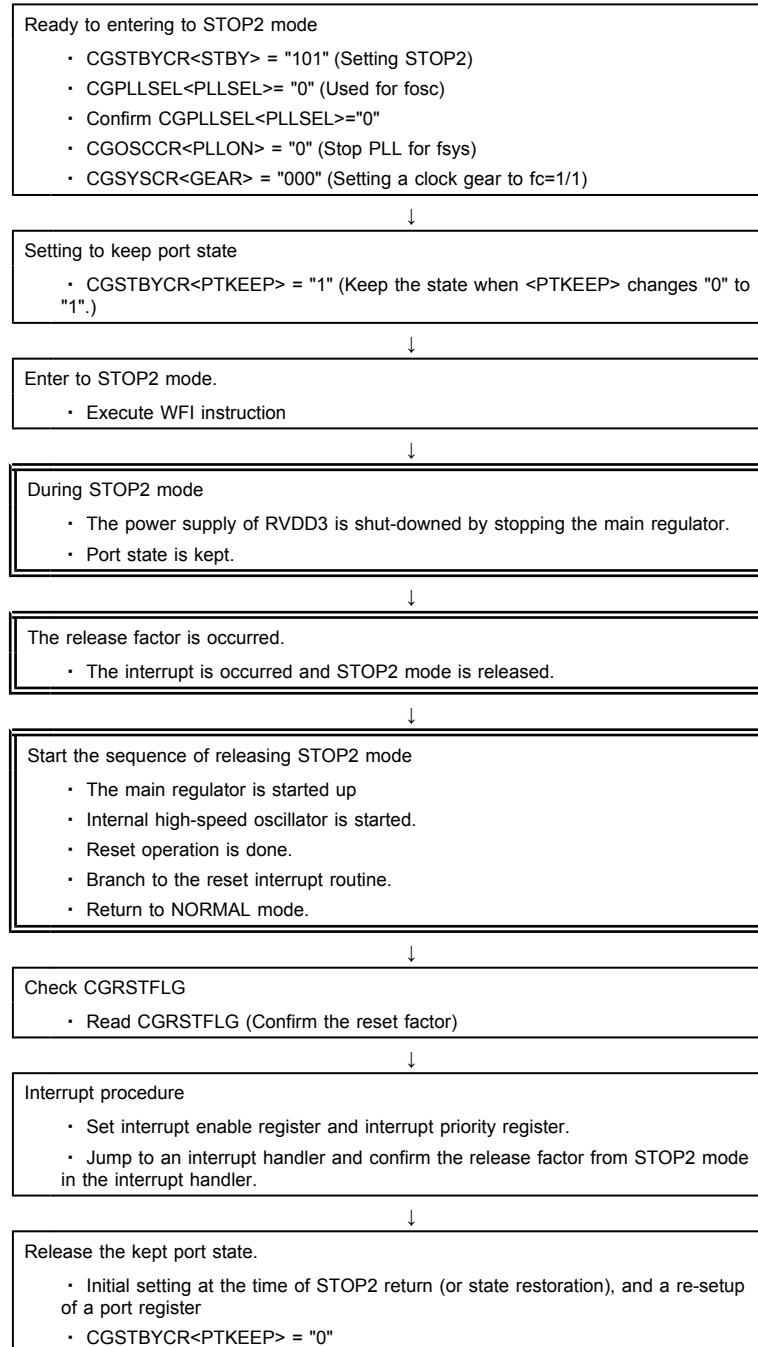 Ready to entering to STOP2 mode
・ CGSTBYCR<STBY> = "101" (Setting STOP2)
・ CGPLLSEL<PLLSEL>= "0" (Used for fosc)
・ Confirm CGPLLSEL<PLLSEL>="0"
・ CGOSCCR<PLLON> = "0" (Stop PLL for fsys)
・ CGSYSCR<GEAR> = "000" (Setting a clock gear to fc=1/1)
↓
Setting to keep port state
・ CGSTBYCR<PTKEEP> = "1" (Keep the state when <PTKEEP> changes "0" to
"1".)
↓
Enter to STOP2 mode.
・ Execute WFI instruction
↓
During STOP2 mode
・ The power supply of RVDD3 is shut-downed by stopping the main regulator.
・ Port state is kept.
↓
The release factor is occurred.
・ The interrupt is occurred and STOP2 mode is released.
↓
Start the sequence of releasing STOP2 mode
・ The main regulator is started up
・ Internal high-speed oscillator is started.
・ Reset operation is done.
・ Branch to the reset interrupt routine.
・ Return to NORMAL mode.
↓
Check CGRSTFLG
・ Read CGRSTFLG (Confirm the reset factor)
↓
Interrupt procedure
・ Set interrupt enable register and interrupt priority register.
・ Jump to an interrupt handler and confirm the release factor from STOP2 mode
in the interrupt handler.
↓
Release the kept port state.
・ Initial setting at the time of STOP2 return (or state restoration), and a re-setup
of a port register
・ CGSTBYCR<PTKEEP> = "0"